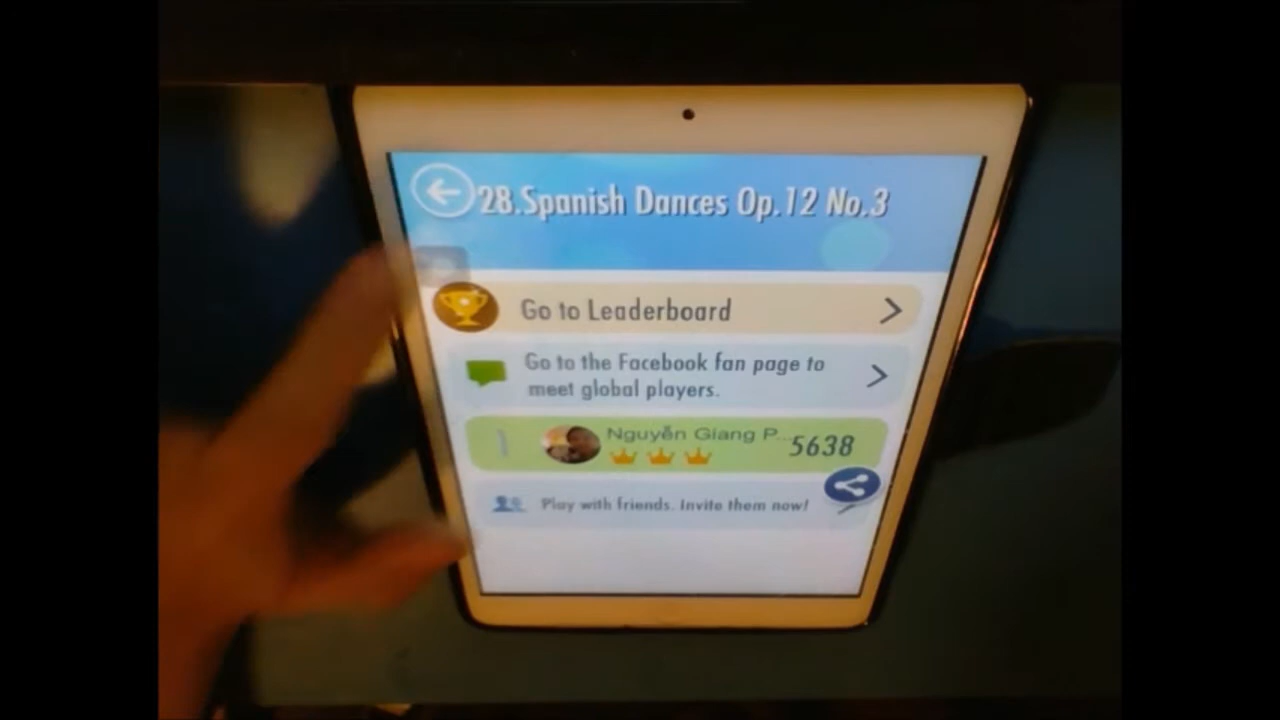 28.Spanish Dances Op.12 No.3
Go to Leaderboard
Go to the Facebook fan page to
meet global players.
1 Nguyễn Giang P... 5638
Play with friends. Invite them now!